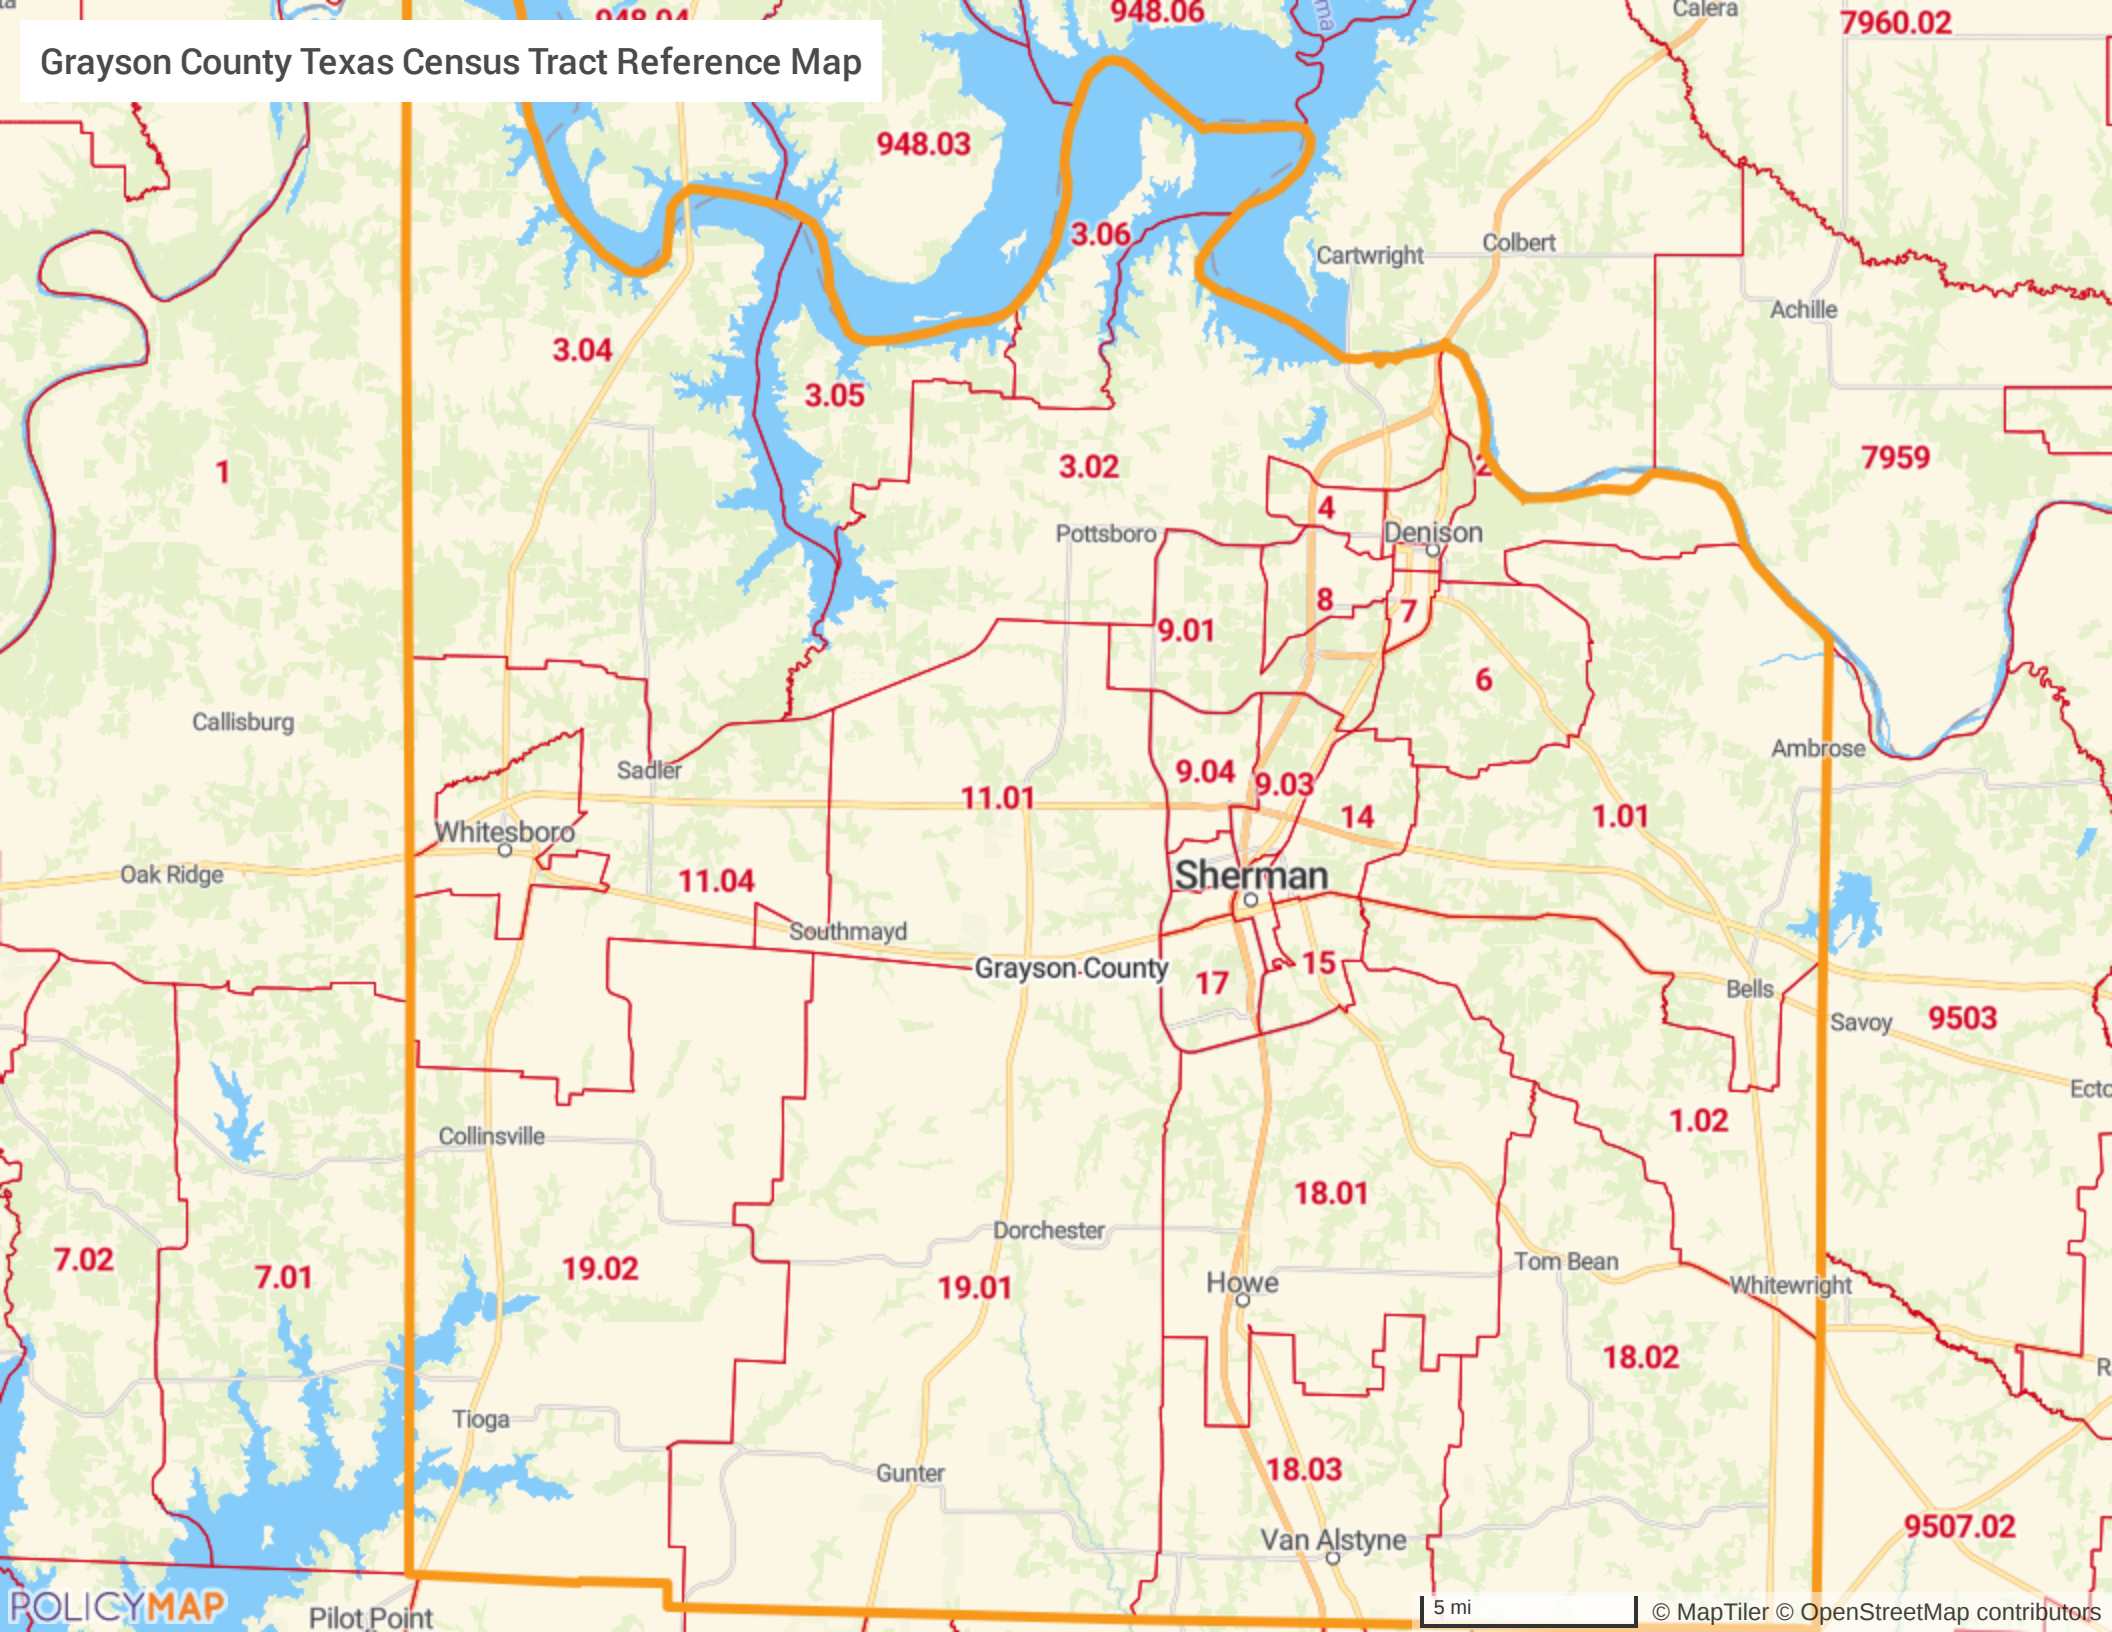 948.04
948.06
Calera
7960.02
Grayson County Texas Census Tract Reference Map
948.03
3.06
Cartwright
Colbert
Achille
3.04
3.05
1
3.02
7959
2
4
Pottsboro
Denison
8
7
9.01
6
Callisburg
Ambrose
Sadler
9.04
9.03
11.01
14
1.01
Whitesboro
Oak Ridge
11.04
Sherman
Southmayd
Grayson County
17
15
Bells
Savoy
9503
Ecto
1.02
Collinsville
18.01
Dorchester
7.02
7.01
19.02
19.01
Howe
Tom Bean
Whitewright
18.02
R
Tioga
Gunter
18.03
9507.02
Van Alstyne
POLICYMAP
Pilot Point
5 mi
© MapTiler © OpenStreetMap contributors